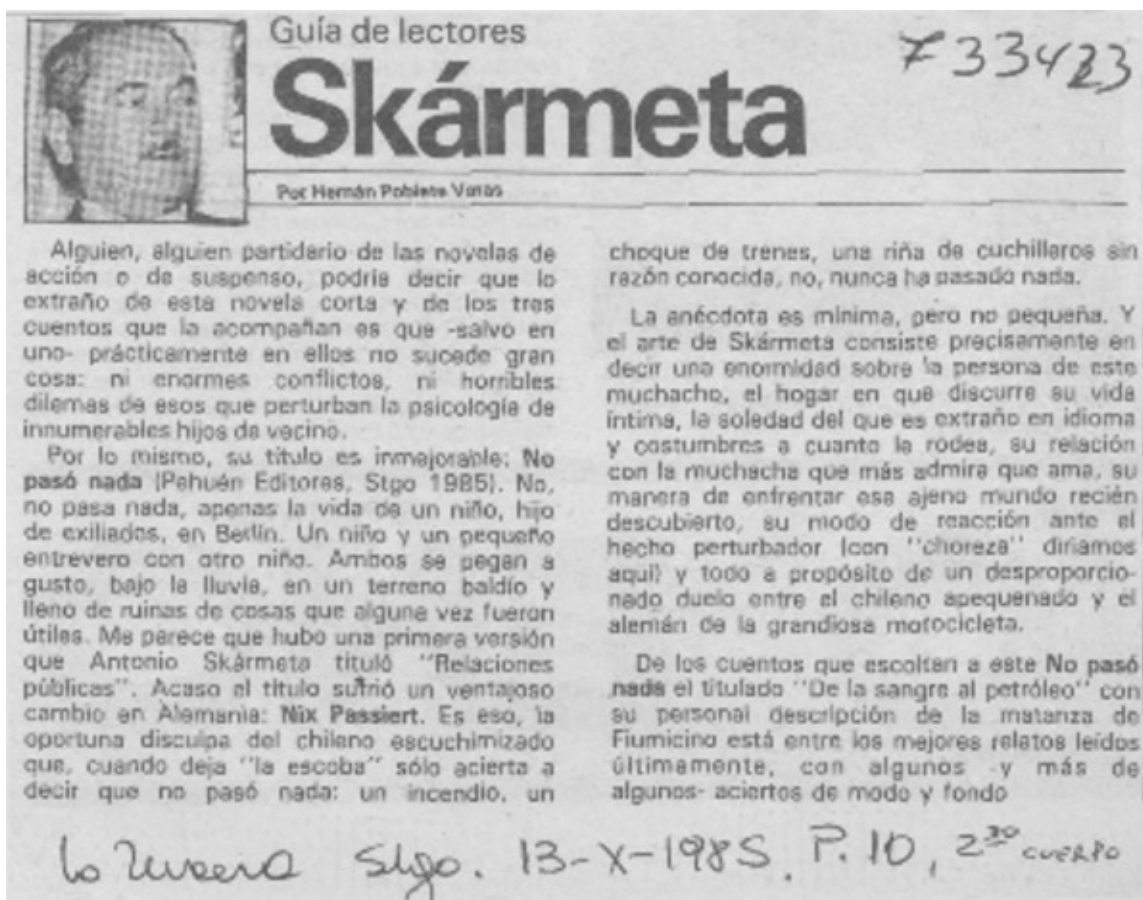 Guía de lectores
733423
Skármeta
Por Hernán Poblete Varas
Alguien, alguien partidario de las novelas de
acción o de suspenso, podría decir que lo
extraño de esta novela corta y de los tres
cuentos que la acompañan es que -salvo en
uno- prácticamente en ellos no sucede gran
cosa: ni enormes conflictos, ni horribles
dilemas de esos que perturban la psicología de
innumerables hijos de vecino.
Por lo mismo, su título es inmejorable: No
pasó nada (Pehuén Editores, Stgo 1985). No,
no pasa nada, apenas la vida de un niño, hijo
de exiliados, en Berlín. Un niño y un pequeño
entrevero con otro niño. Ambos se pegan a
gusto, bajo la lluvia, en un terreno baldío y
lleno de ruinas de cosas que alguna vez fueron
útiles. Me parece que hubo una primera versión
que Antonio Skármeta tituló "Relaciones
públicas". Acaso el título sufrió un ventajoso
cambio en Alemania: Nix Passiert. Es eso, la
oportuna disculpa del chileno escuchimizado
que, cuando deja "la escoba" sólo acierta a
decir que no pasó nada: un incendio, un
choque de trenes, una riña de cuchilleros sin
razón conocida, no, nunca ha pasado nada.
La anécdota es mínima, pero no pequeña. Y
el arte de Skármeta consiste precisamente en
decir una enormidad sobre la persona de este
muchacho, el hogar en que discurre su vida
íntima, la soledad del que es extraño en idioma
y costumbres a cuanto le rodea, su relación
con la muchacha que más admira que ama, su
manera de enfrentar ese ajeno mundo recién
descubierto, su modo de reacción ante el
hecho perturbador (con "choreza" diríamos
aquí) y todo a propósito de un desproporcio-
nado duelo entre el chileno apequenado y el
alemán de la grandiosa motocicleta.
De los cuentos que escoltan a este No pasó
nada el titulado "De la sangre al petróleo" con
su personal descripción de la matanza de
Fiumicino está entre los mejores relatos leídos
últimamente, con algunos -y más de
algunos- aciertos de modo y fondo
La Tercera Stgo. 13-X-1985. P. 10, 2do CUERPO